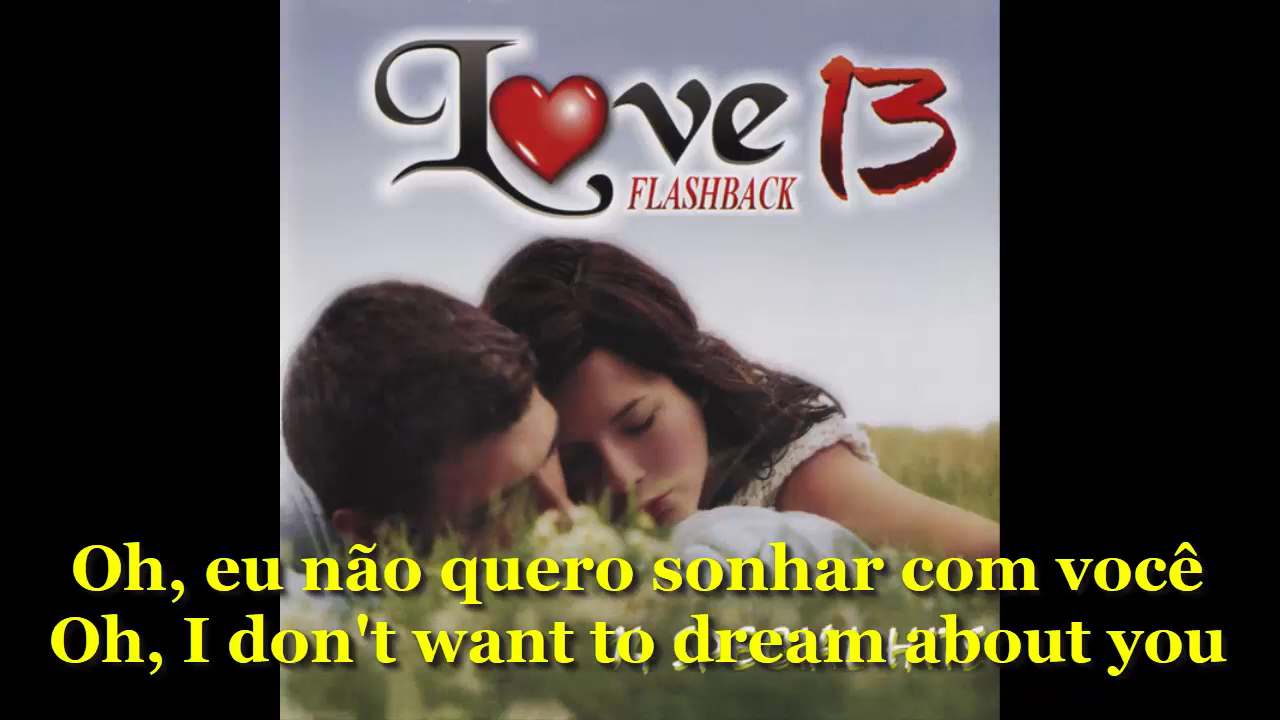 Love 13
FLASHBACK
Oh, eu não quero sonhar com você
Oh, I don't want to dream about you